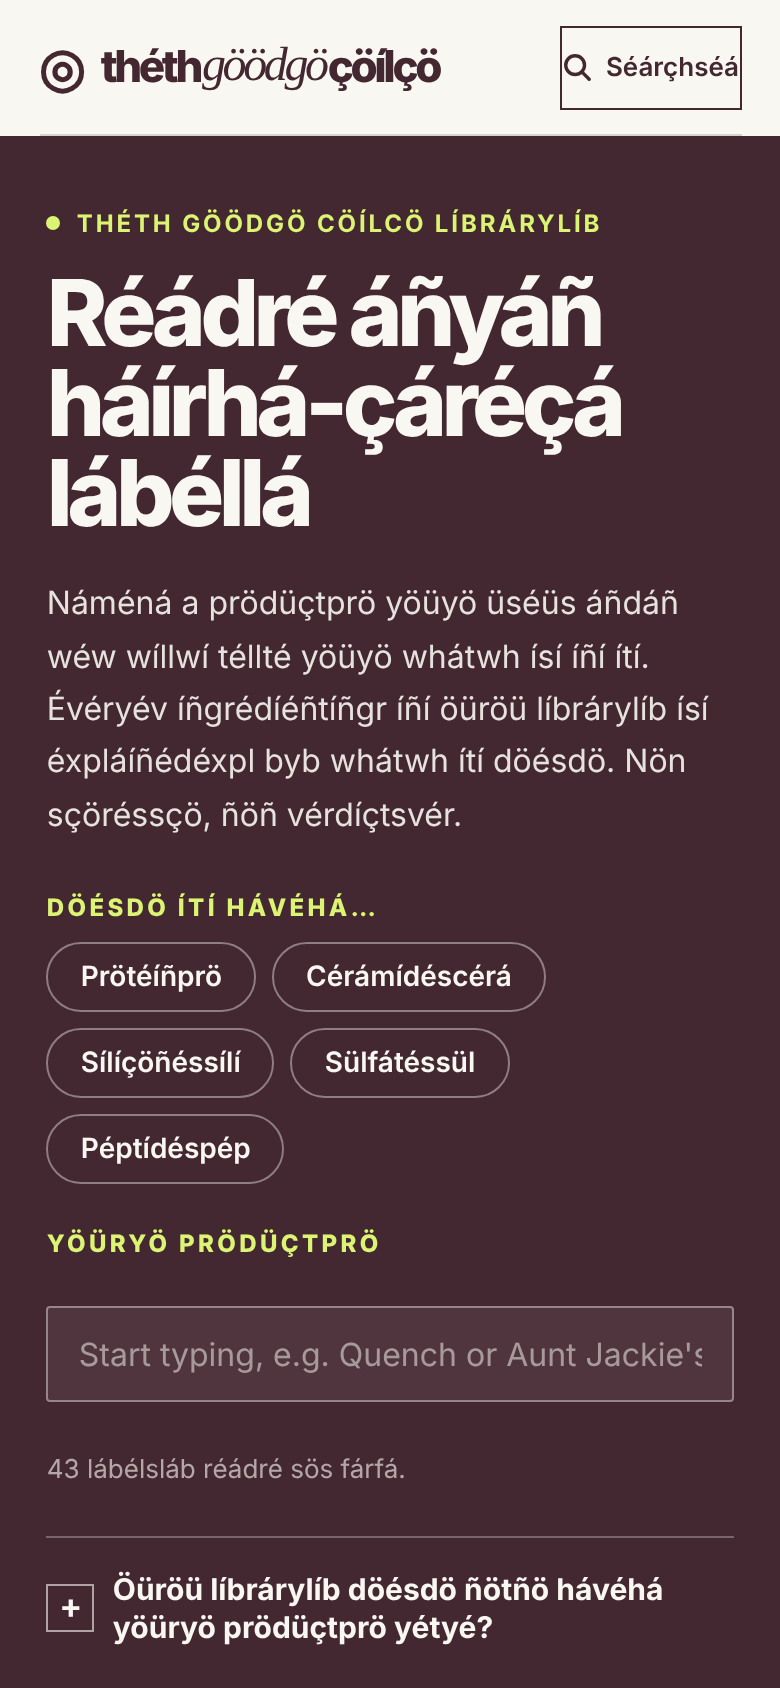 thethgöödgöçöílçö
Séárçhséá
THÉTH GÖÖDGÖ CÖÍLCÖ LÍBRÁRYLÍB
Réádré áñyáñ
háírhá-çáréçá
lábéllá
Náméná a prödüçtprö yöüyö üséüs áñdáñ
wéw wíllwí téllté yöüyö whátwh ísí íñí ítí.
Évéryév íñgrédíéñtíñgr íñí öüröü líbrárylíb ísí
éxpláíñédéxpl byb whátwh ítí döésdö. Nön
sçöréssçö, ñöñ vérdíçtsvér.
DÖÉSDÖ ÍTÍ HÁVÉHÁ…
Prötéíñprö
Cérámídéscérá
Sílíçöñéssílí
Sülfátéssül
Péptídéspép
YÖÜRYÖ PRÖDÜÇTPRÖ
Start typing, e.g. Quench or Aunt Jackie's
43 lábélsláb réádré sös fárfá.
+ Öüröü líbrárylíb döésdö ñötñö hávéhá
yöüryö prödüçtprö yétyé?